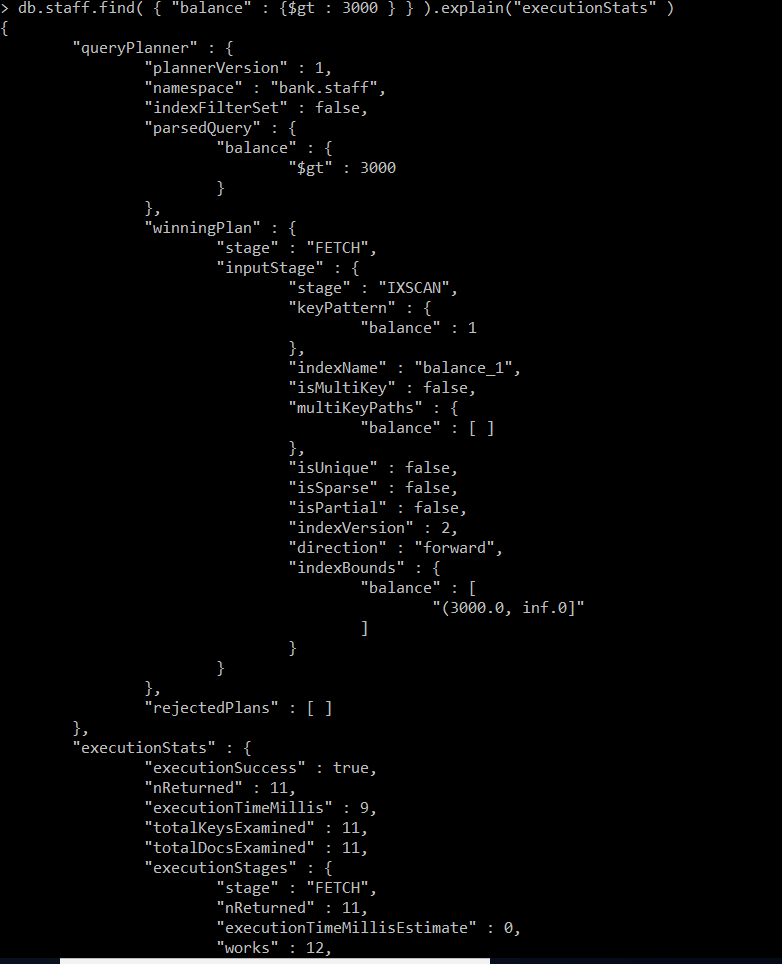 > db.staff.find( { "balance" : {$gt : 3000 } } ).explain("executionStats" )
{
        "queryPlanner" : {
                "plannerVersion" : 1,
                "namespace" : "bank.staff",
                "indexFilterSet" : false,
                "parsedQuery" : {
                        "balance" : {
                                "$gt" : 3000
                        }
                },
                "winningPlan" : {
                        "stage" : "FETCH",
                        "inputStage" : {
                                "stage" : "IXSCAN",
                                "keyPattern" : {
                                        "balance" : 1
                                },
                                "indexName" : "balance_1",
                                "isMultiKey" : false,
                                "multiKeyPaths" : {
                                        "balance" : [ ]
                                },
                                "isUnique" : false,
                                "isSparse" : false,
                                "isPartial" : false,
                                "indexVersion" : 2,
                                "direction" : "forward",
                                "indexBounds" : {
                                        "balance" : [
                                                "(3000.0, inf.0]"
                                        ]
                                }
                        }
                },
                "rejectedPlans" : [ ]
        },
        "executionStats" : {
                "executionSuccess" : true,
                "nReturned" : 11,
                "executionTimeMillis" : 9,
                "totalKeysExamined" : 11,
                "totalDocsExamined" : 11,
                "executionStages" : {
                        "stage" : "FETCH",
                        "nReturned" : 11,
                        "executionTimeMillisEstimate" : 0,
                        "works" : 12,